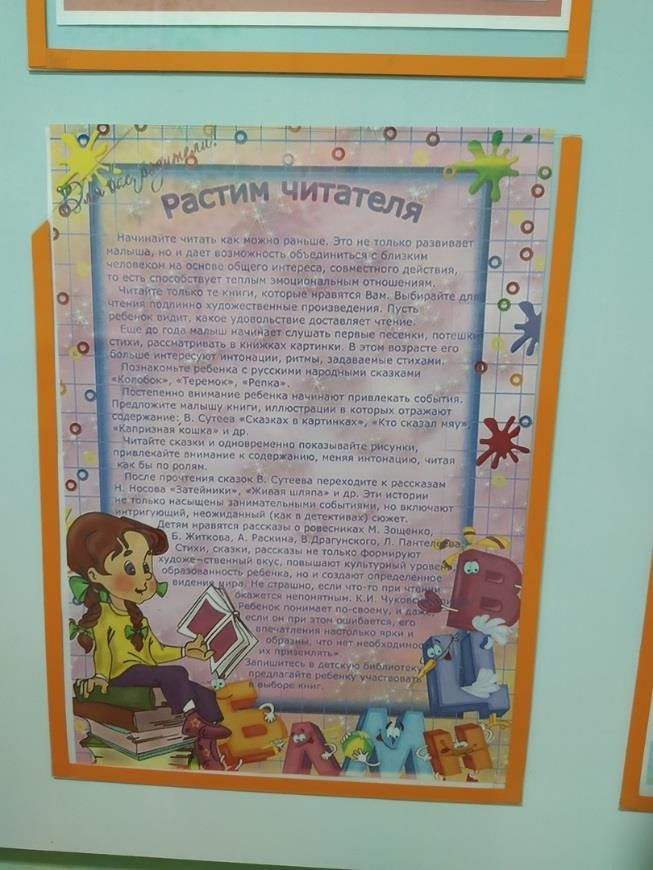 Для вас, родители!
Растим читателя
Начинайте читать как можно раньше. Это не только развивает
малыша, но и дает возможность объединиться с близким
человеком на основе общего интереса, совместного действия,
то есть способствует теплым эмоциональным отношениям.
Читайте только те книги, которые нравятся Вам. Выбирайте для
чтения подлинно художественные произведения. Пусть
ребенок видит, какое удовольствие доставляет чтение.
Еще до года малыш начинает слушать первые песенки, потешки
стихи, рассматривать в книжках картинки. В этом возрасте его
больше интересуют интонации, ритмы, задаваемые стихами.
Познакомьте ребенка с русскими народными сказками
«Колобок», «Теремок», «Репка».
Постепенно внимание ребенка начинают привлекать события.
Предложите малышу книги, иллюстрации в которых отражают
содержание: В. Сутеев «Сказках в картинках», «Кто сказал мяу»,
«Капризная кошка» и др.
Читайте сказки и одновременно показывайте рисунки,
привлекайте внимание к содержанию, меняя интонацию, читая
как бы по ролям.
После прочтения сказок В. Сутеева переходите к рассказам
Н. Носова «Затейники», «Живая шляпа» и др. Эти истории
не только насыщены занимательными событиями, но включают
интригующий, неожиданный (как в детективах) сюжет.
Детям нравятся рассказы о ровесниках М. Зощенко,
Б. Житкова, А. Раскина, В.Драгунского, Л. Пантелеева.
Стихи, сказки, рассказы не только формируют
художе-ственный вкус, повышают культурный уровень
образованность ребенка, но и создают определенное
видение мира. Не страшно, если что-то при чтении
окажется непонятным. К.И. Чуковский
Ребенок понимает по-своему, и даже,
если он при этом ошибается, его
впечатления настолько ярки и
образны, что нет необходимо
их приземлять»
Запишитесь в детскую библиотеку,
предлагайте ребенку участвовать
в выборе книг.
В
Ц
Б Л М Н